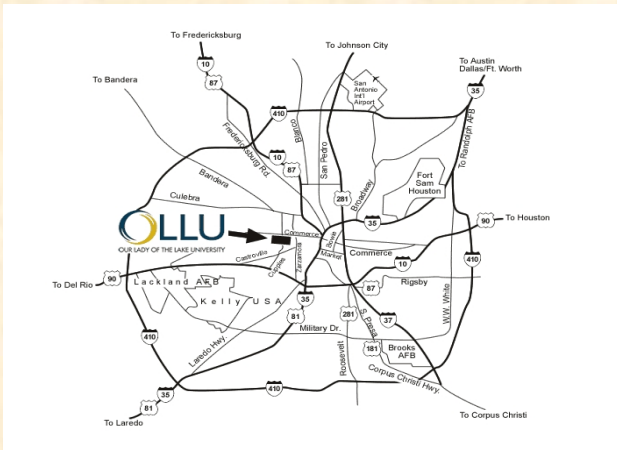 To Fredericksburg
To Johnson City
To Austin
Dallas/Ft. Worth
To Bandera
10
87
San
Antonio
Int'l
Airport
35
410
To Randolph AFB
Blanco
Fredericksburg Rd.
San Pedro
10
87
Bandera
Broadway
Fort
Sam
Houston
Culebra
281
35
90
To Houston
OLLU
OUR LADY OF THE LAKE UNIVERSITY
Commerce
Bowie
Market
Commerce
Zarzamora
Castroville
Cupples
10
410
90
To Del Rio
Lackland AFB
Kelly USA
87
Rigsby
W.W. White
35
81
281
S. Presa
37
Military Dr.
410
Laredo Hwy.
Roosevelt
181
Brooks
AFB
Corpus Christi Hwy.
410
35
81
To Laredo
To Corpus Christi